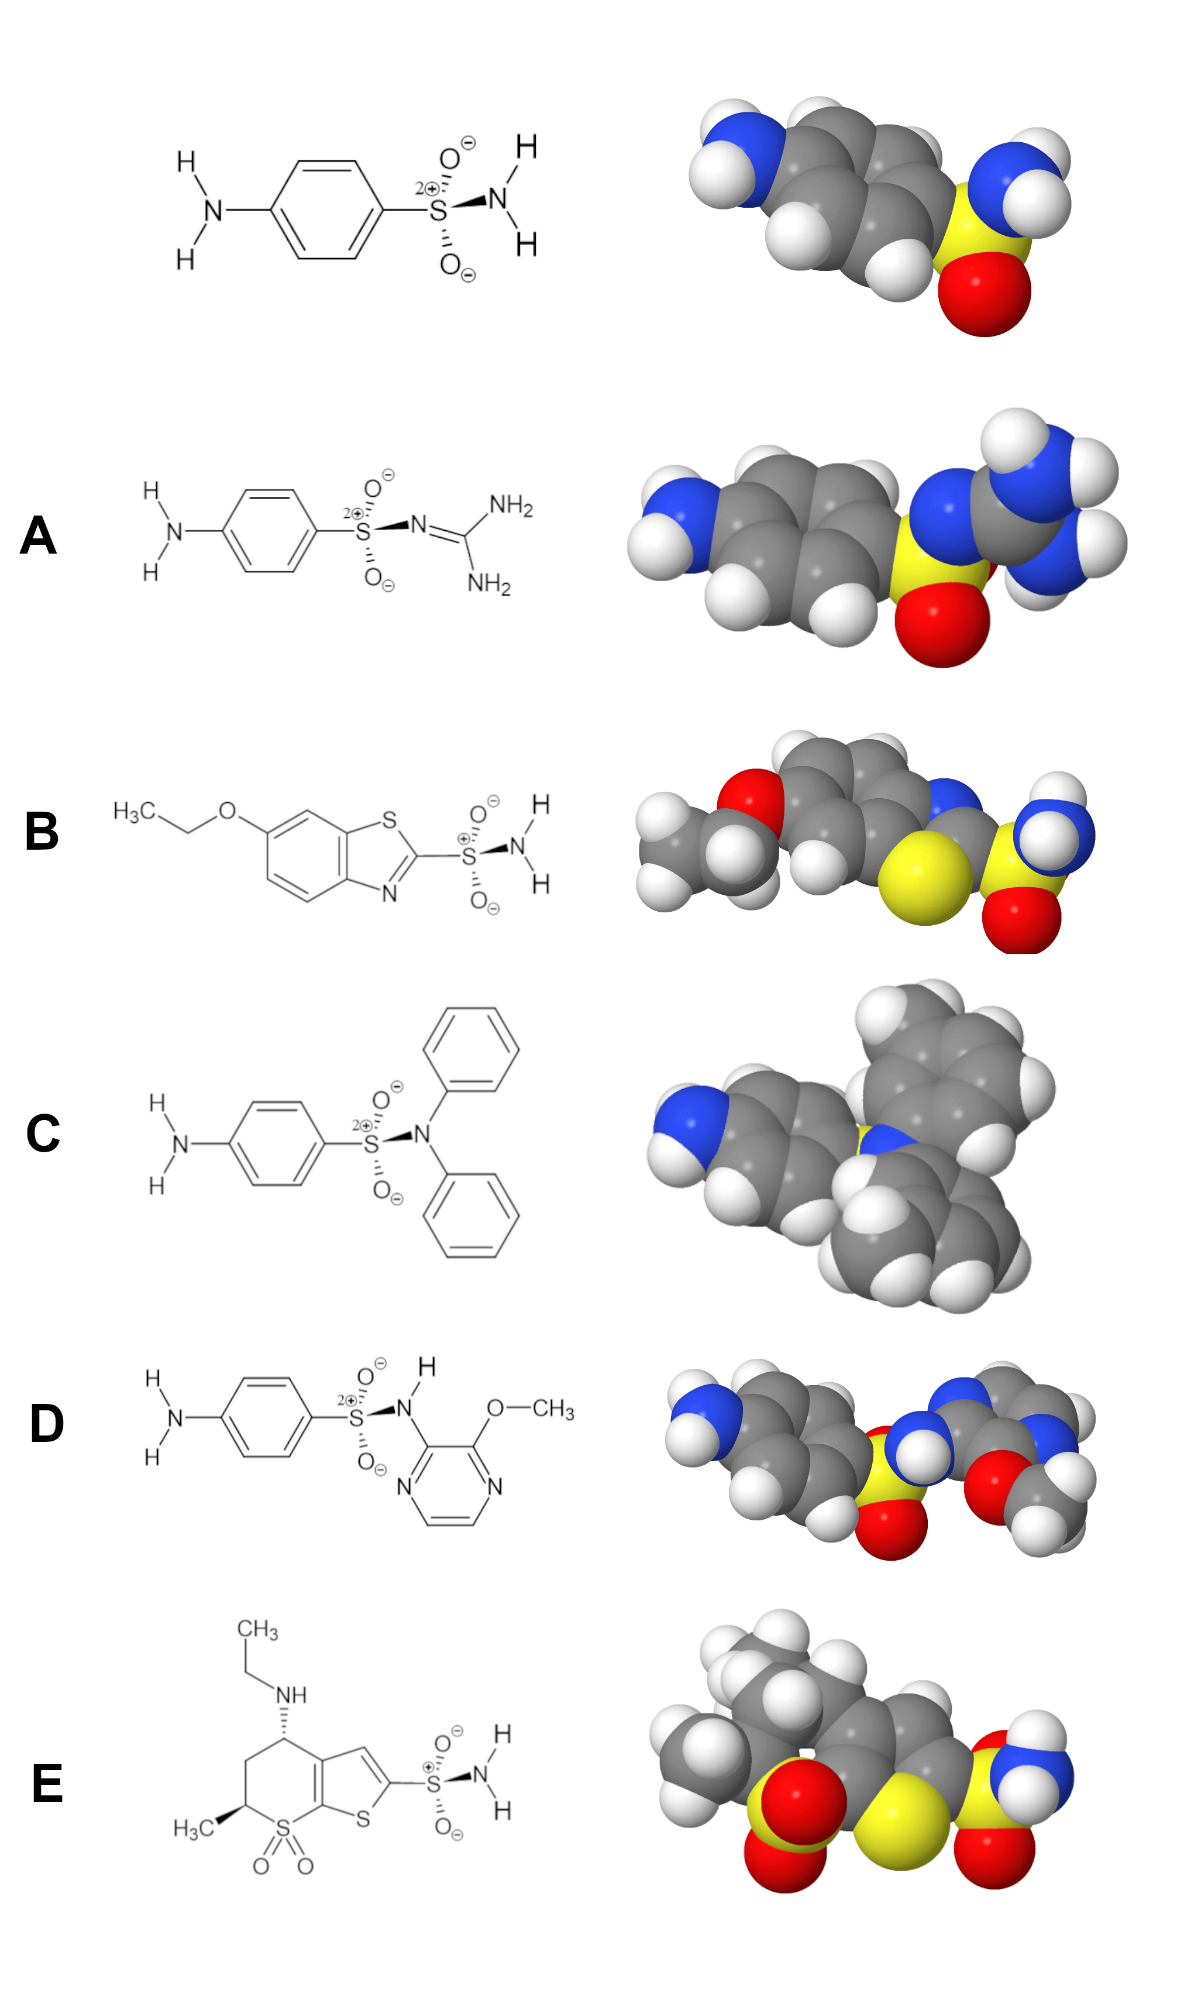 H O⊖ H
2⊕
N S N
H O⊖ H
H O⊖
2⊕ NH₂
A N S N
H O⊖ NH₂
H₃C O S O⊖ H
⊕
B S N
N O⊖ H
H O⊖
2⊕
C N S N
H O⊖
H O⊖ H
2⊕ O CH₃
D N S N
H O⊖ N N
CH₃
NH
O⊖ H
⊕
E S N
H₃C S S O⊖ H
O O